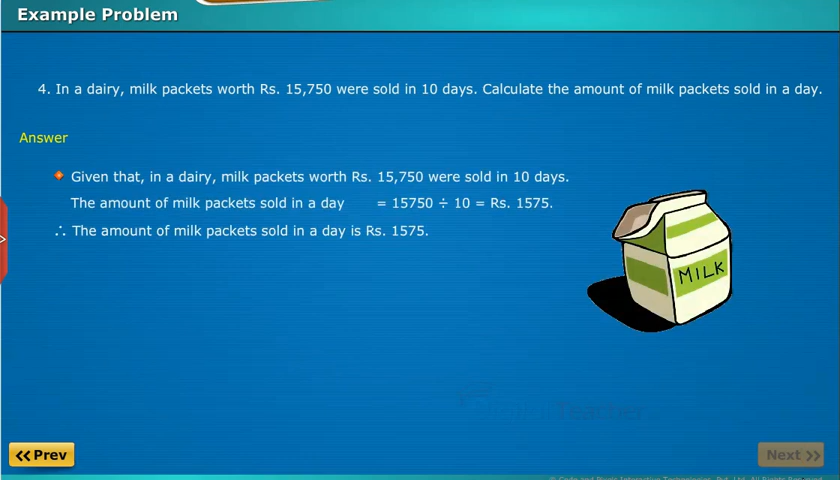 Example Problem
4. In a dairy, milk packets worth Rs. 15,750 were sold in 10 days. Calculate the amount of milk packets sold in a day.
Answer
Given that, in a dairy, milk packets worth Rs. 15,750 were sold in 10 days.
The amount of milk packets sold in a day = 15750 ÷ 10 = Rs. 1575.
∴ The amount of milk packets sold in a day is Rs. 1575.
MILK
Teacher
Prev
Next